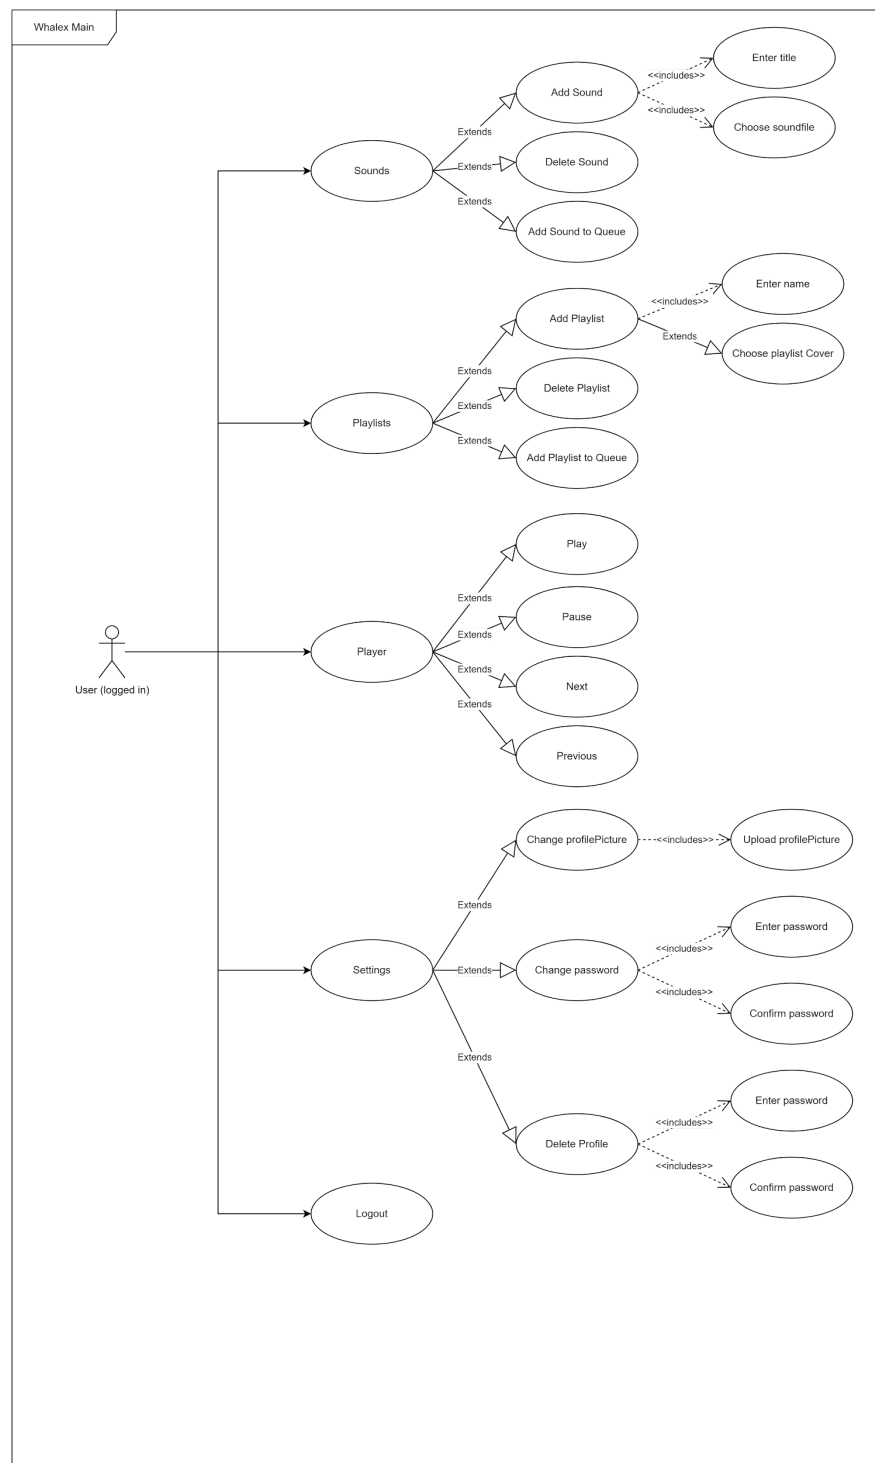 Whalex Main
Enter title
<<includes>>
Add Sound
<<includes>>
Choose soundfile
Extends
Sounds
Extends
Delete Sound
Extends
Add Sound to Queue
Enter name
<<includes>>
Add Playlist
Extends
Choose playlist Cover
Extends
Delete Playlist
Extends
Playlists
Extends
Add Playlist to Queue
Play
Extends
Pause
Extends
Player
Extends
Next
Extends
Previous
User (logged in)
Change profilePicture
<<includes>>
Upload profilePicture
Extends
Enter password
<<includes>>
Settings
Extends
Change password
<<includes>>
Confirm password
Extends
Enter password
<<includes>>
Delete Profile
<<includes>>
Confirm password
Logout